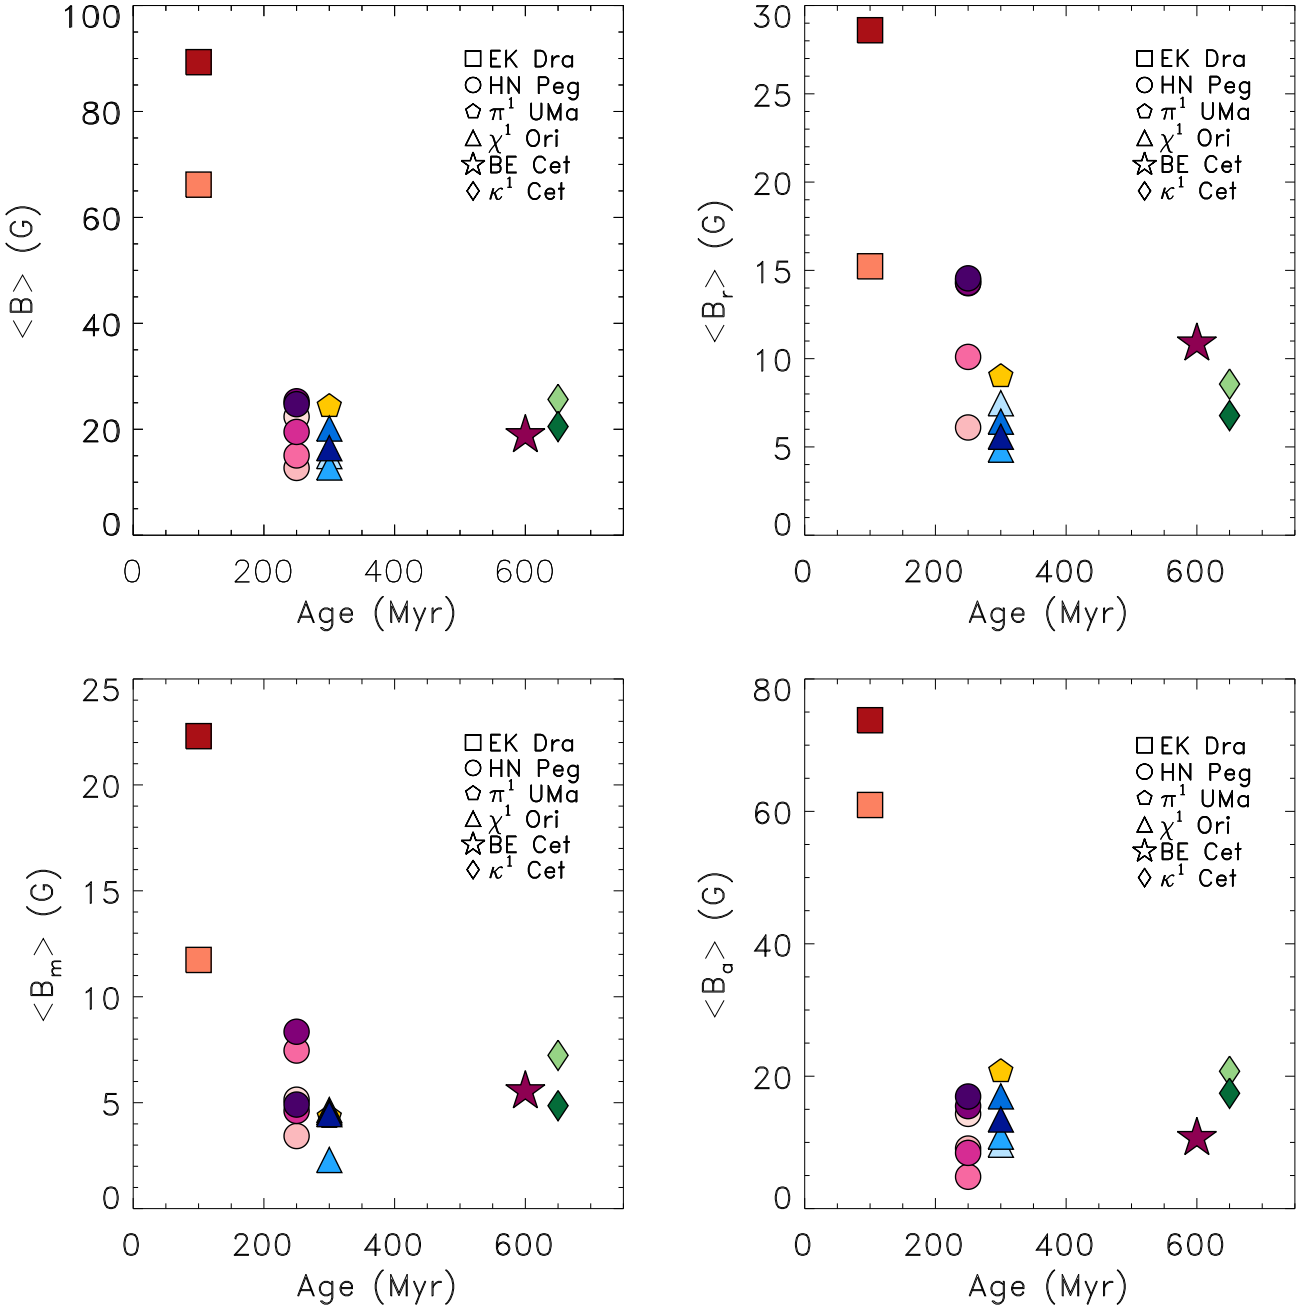 <B> (G)
100
80
60
40
20
0
EK Dra
HN Peg
π¹ UMa
χ¹ Ori
BE Cet
κ¹ Cet
0 200 400 600
Age (Myr)
<Bᵣ> (G)
30
25
20
15
10
5
0
EK Dra
HN Peg
π¹ UMa
χ¹ Ori
BE Cet
κ¹ Cet
0 200 400 600
Age (Myr)
<Bₘ> (G)
25
20
15
10
5
0
EK Dra
HN Peg
π¹ UMa
χ¹ Ori
BE Cet
κ¹ Cet
0 200 400 600
Age (Myr)
<Bₐ> (G)
80
60
40
20
0
EK Dra
HN Peg
π¹ UMa
χ¹ Ori
BE Cet
κ¹ Cet
0 200 400 600
Age (Myr)